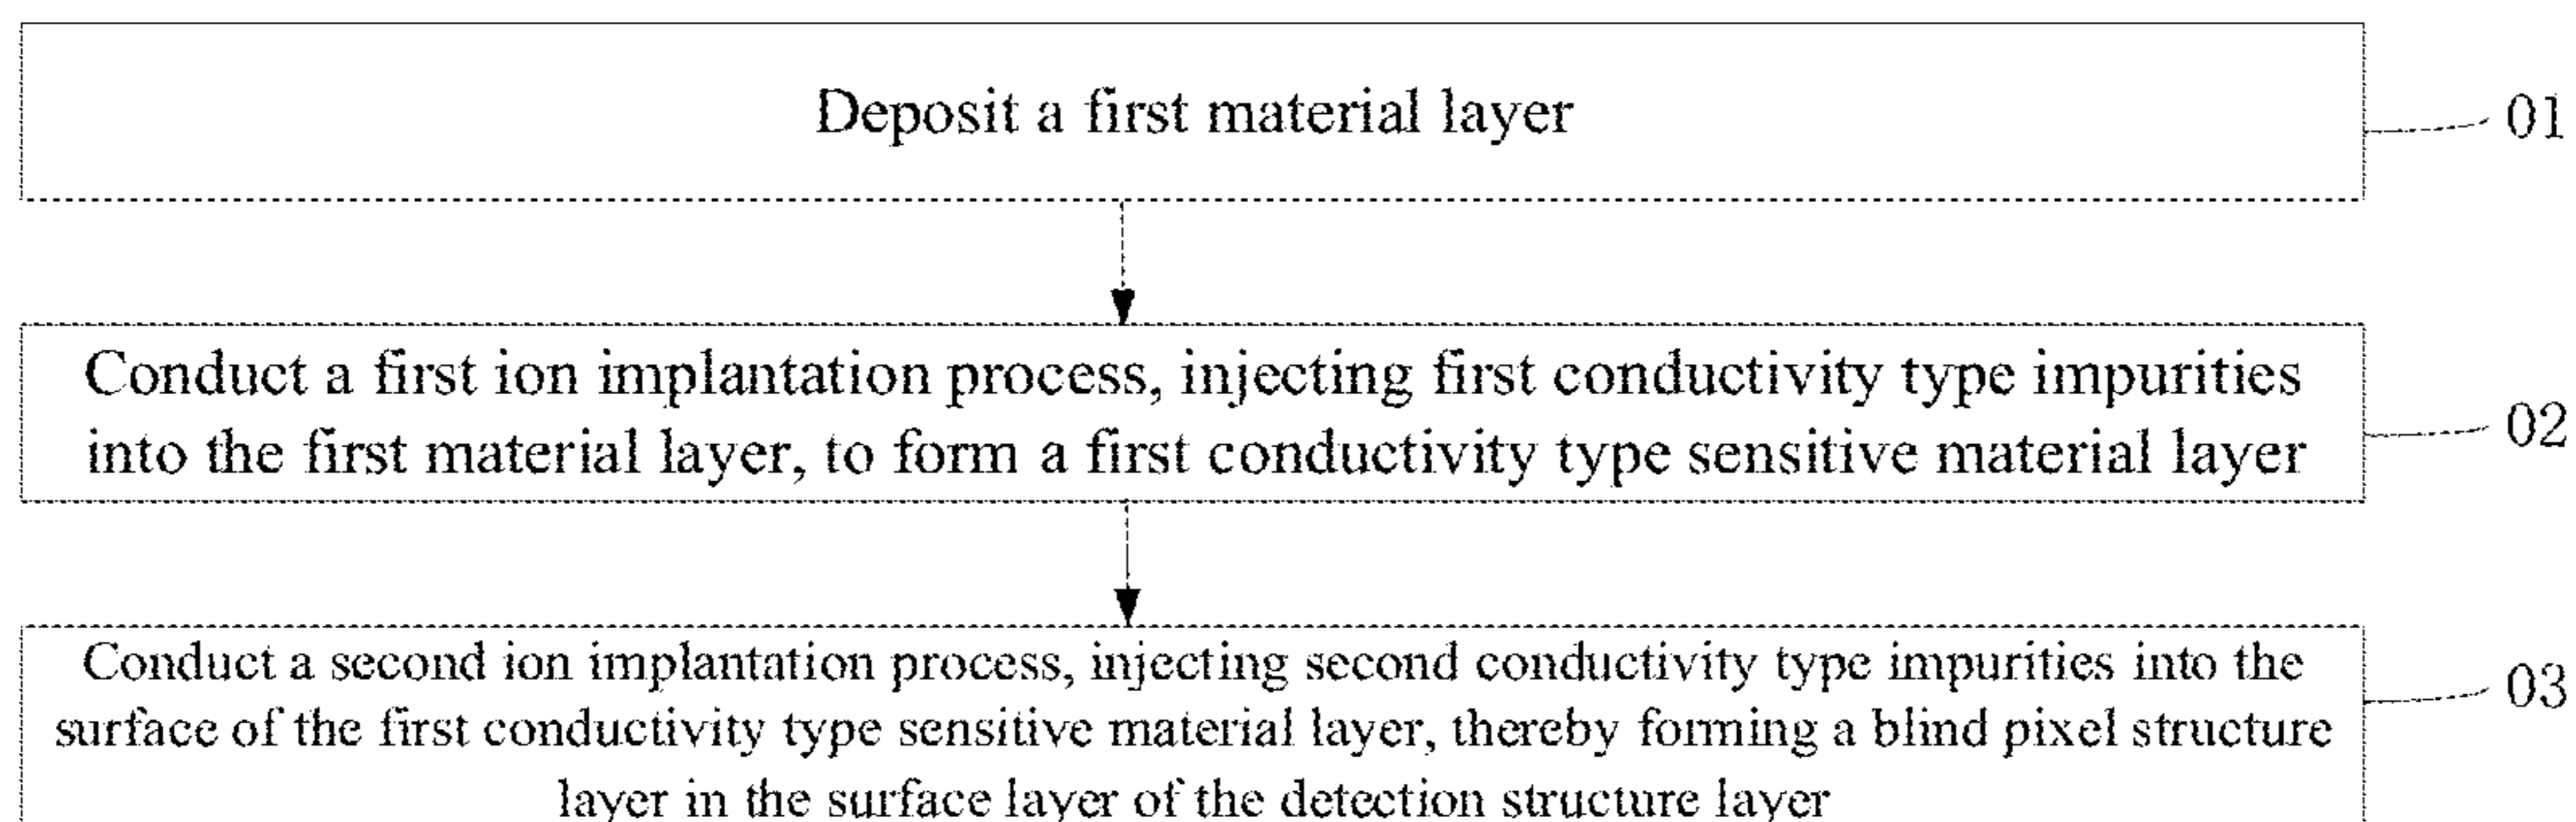 Deposit a first material layer
01
Conduct a first ion implantation process, injecting first conductivity type impurities
into the first material layer, to form a first conductivity type sensitive material layer
02
Conduct a second ion implantation process, injecting second conductivity type impurities into the
surface of the first conductivity type sensitive material layer, thereby forming a blind pixel structure
layer in the surface layer of the detection structure layer
03